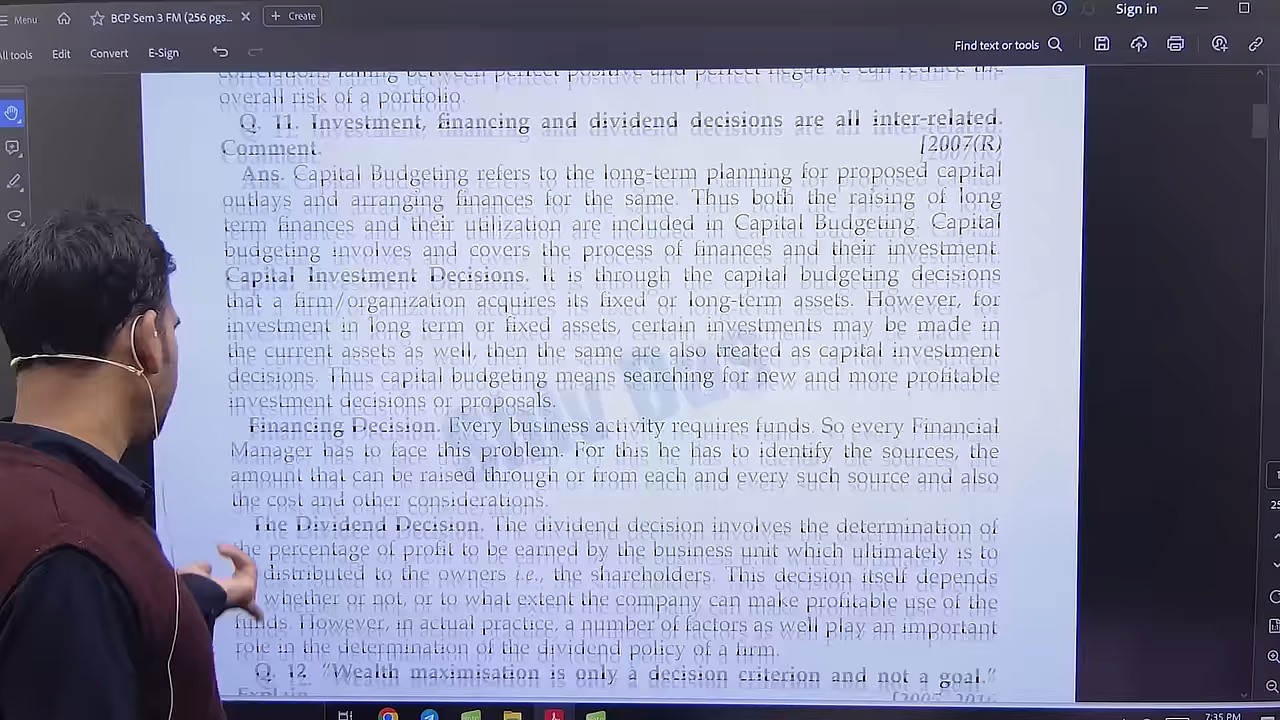 Menu
BCP Sem 3 FM (256 pgs...
Create
Sign in
All tools
Edit
Convert
E-Sign
Find text or tools
overall risk of a portfolio.
Q. 11. Investment, financing and dividend decisions are all inter-related.
Comment. [2007(R)
Ans. Capital Budgeting refers to the long-term planning for proposed capital
outlays and arranging finances for the same. Thus both the raising of long
term finances and their utilization are included in Capital Budgeting. Capital
budgeting involves and covers the process of finances and their investment.
Capital Investment Decisions. It is through the capital budgeting decisions
that a firm/organization acquires its fixed or long-term assets. However, for
investment in long term or fixed assets, certain investments may be made in
the current assets as well, then the same are also treated as capital investment
decisions. Thus capital budgeting means searching for new and more profitable
investment decisions or proposals.
Financing Decision. Every business activity requires funds. So every Financial
Manager has to face this problem. For this he has to identify the sources, the
amount that can be raised through or from each and every such source and also
the cost and other considerations.
The Dividend Decision. The dividend decision involves the determination of
the percentage of profit to be earned by the business unit which ultimately is to
distributed to the owners i.e., the shareholders. This decision itself depends
whether or not, or to what extent the company can make profitable use of the
funds. However, in actual practice, a number of factors as well play an important
role in the determination of the dividend policy of a firm.
Q. 12. "Wealth maximisation is only a decision criterion and not a goal."
7:35 PM